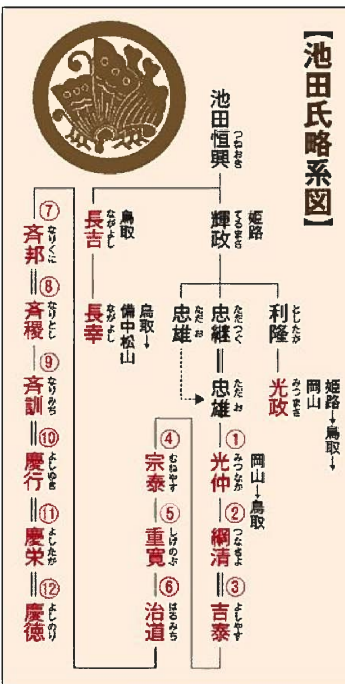 【池田氏略系図】
池田恒興
つねおき
姫路
輝政
てるまさ
鳥取
長吉
ながよし
鳥取→
備中松山
長幸
ながよし
利隆
としたか
忠継
ただつぐ
忠雄
ただお
姫路→鳥取→
岡山
光政
みつまさ
忠雄
ただお
岡山→鳥取
①
光仲
みつなか
②
綱清
つなきよ
③
吉泰
よしやす
④
宗泰
むねやす
⑤
重寛
しげのぶ
⑥
治道
はるみち
⑦
斉邦
なりくに
⑧
斉稷
なりとし
⑨
斉訓
なりみち
⑩
慶行
よしゆき
⑪
慶栄
よしたか
⑫
慶徳
よしのり